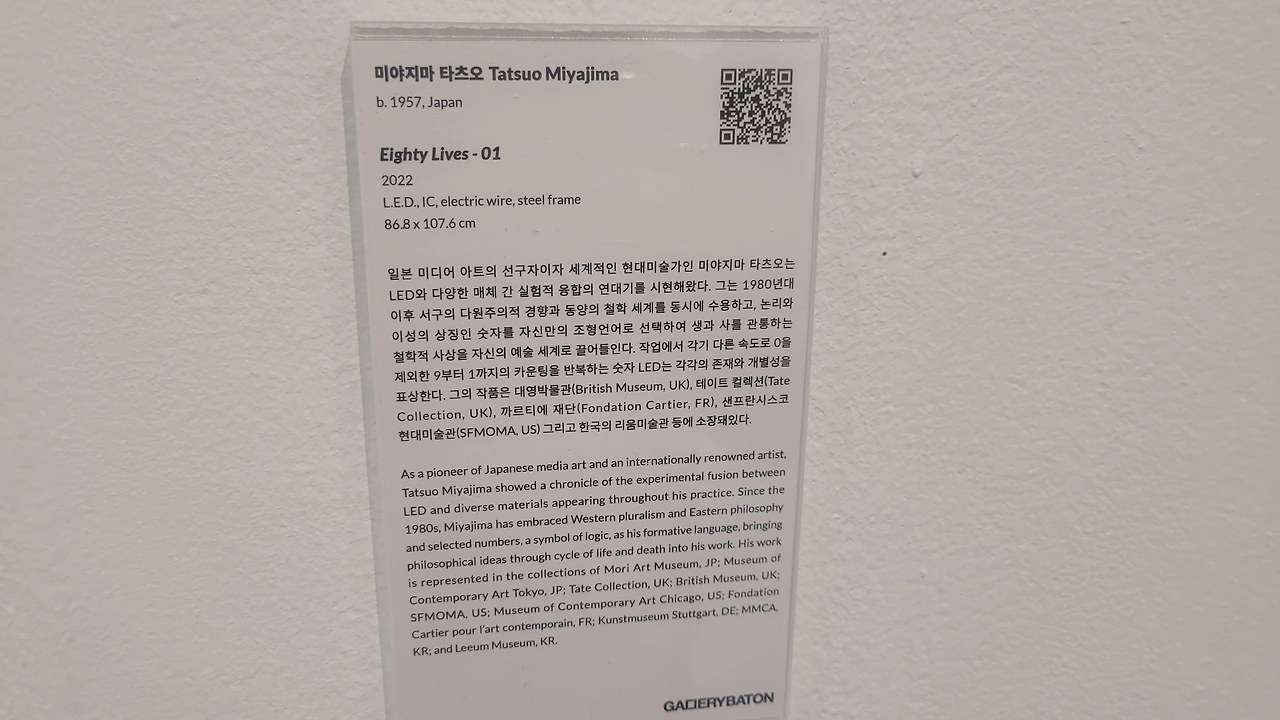 미야지마 타츠오 Tatsuo Miyajima
b. 1957, Japan
Eighty Lives - 01
2022
L.E.D., IC, electric wire, steel frame
86.8 x 107.6 cm
일본 미디어 아트의 선구자이자 세계적인 현대미술가인 미야지마 타츠오는
LED와 다양한 매체 간 실험적 융합의 연대기를 시현해왔다. 그는 1980년대
이후 서구의 다원주의적 경향과 동양의 철학 세계를 동시에 수용하고, 논리와
이성의 상징인 숫자를 자신만의 조형언어로 선택하여 생과 사를 관통하는
철학적 사상을 자신의 예술 세계로 끌어들인다. 작업에서 각기 다른 속도로 0을
제외한 9부터 1까지의 카운팅을 반복하는 숫자 LED는 각각의 존재와 개별성을
표상한다. 그의 작품은 대영박물관(British Museum, UK), 테이트 컬렉션(Tate
Collection, UK), 까르티에 재단(Fondation Cartier, FR), 샌프란시스코
현대미술관(SFMOMA, US) 그리고 한국의 리움미술관 등에 소장돼있다.
As a pioneer of Japanese media art and an internationally renowned artist,
Tatsuo Miyajima showed a chronicle of the experimental fusion between
LED and diverse materials appearing throughout his practice. Since the
1980s, Miyajima has embraced Western pluralism and Eastern philosophy
and selected numbers, a symbol of logic, as his formative language, bringing
philosophical ideas through cycle of life and death into his work. His work
is represented in the collections of Mori Art Museum, JP; Museum of
Contemporary Art Tokyo, JP; Tate Collection, UK; British Museum, UK;
SFMOMA, US; Museum of Contemporary Art Chicago, US; Fondation
Cartier pour l'art contemporain, FR; Kunstmuseum Stuttgart, DE; MMCA,
KR; and Leeum Museum, KR.
GALLERYBATON